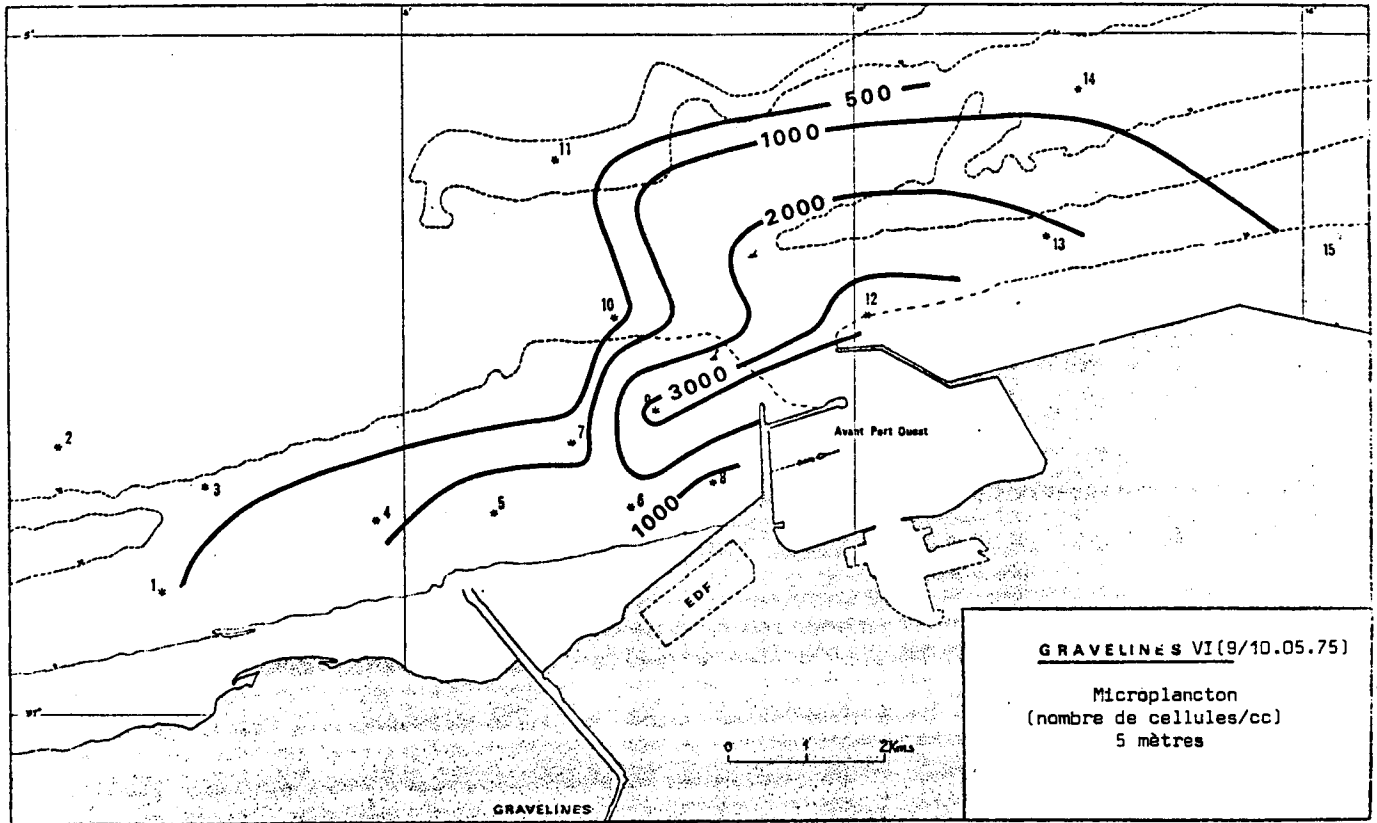 5'
500
14
1000
11
2000
13
15
10
12
3000
Avant Port Ouest
2
7
3
4
5
6
8
1000
1
EDF
GRAVELINES VI(9/10.05.75)
Microplancton
(nombre de cellules/cc)
5 mètres
0 1 2Kms
GRAVELINES